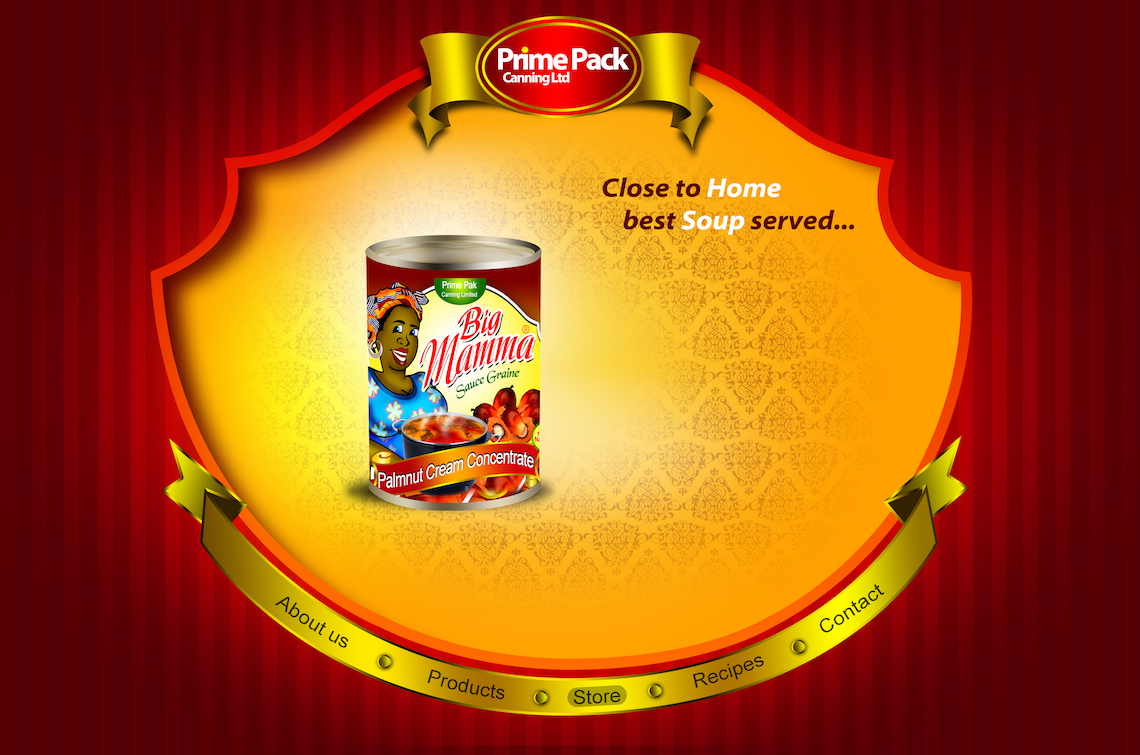 Prime Pack
Canning Ltd
Close to Home
best Soup served...
Prime Pak
Canning Limited
Big
Mamma ®
Sauce Graine
Palmnut Cream Concentrate
About us
Products
Store
Recipes
Contact